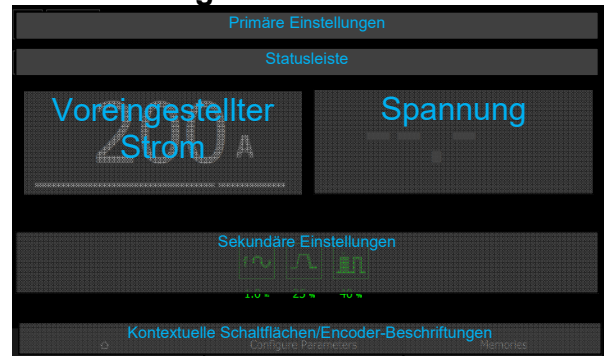 Primäre Einstellungen
Statusleiste
Voreingestellter
Strom
200 A
Spannung
Sekundäre Einstellungen
1.0 s 25 % 40 %
Kontextuelle Schaltflächen/Encoder-Beschriftungen
Configure Parameters Memories